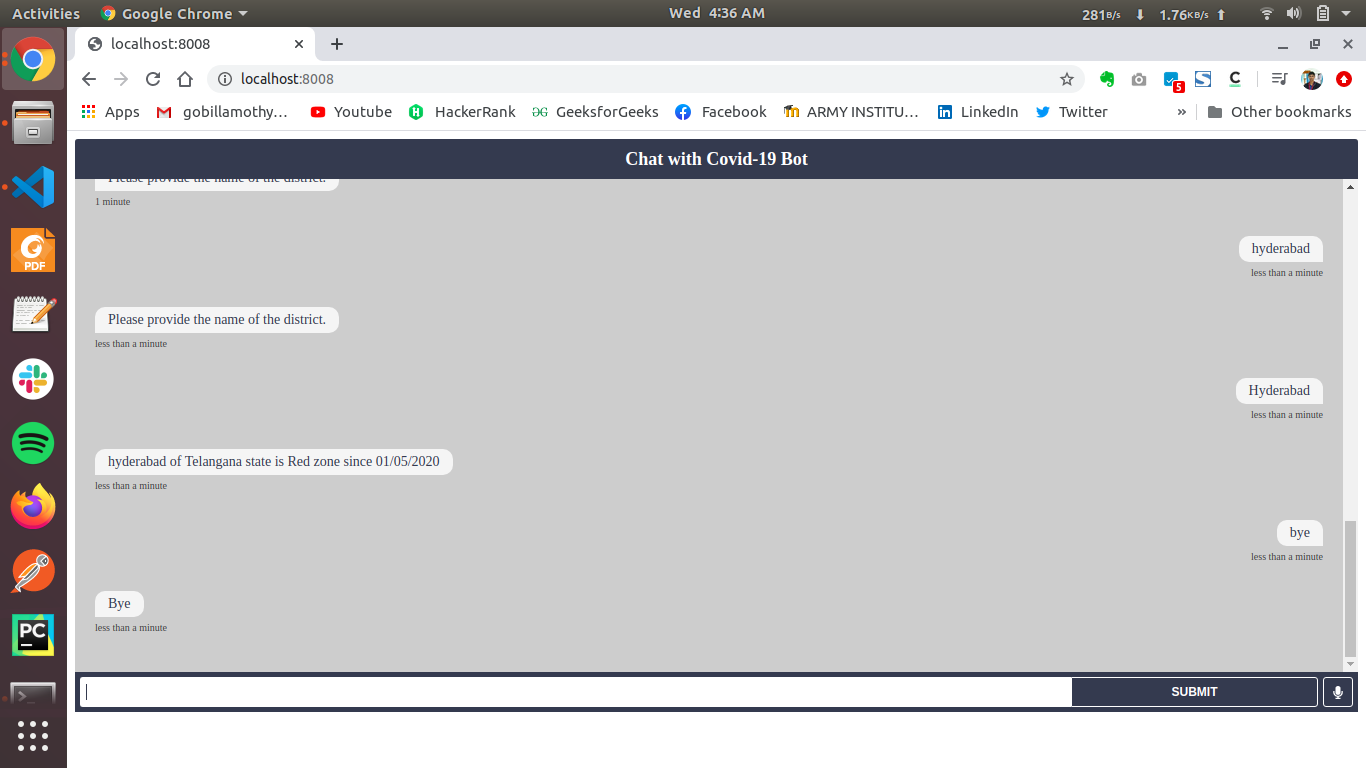 Activities Google Chrome Wed 4:36 AM 281B/s 1.76KB/s
localhost:8008
localhost:8008 5
Apps gobillamothy... Youtube HackerRank GeeksforGeeks Facebook ARMY INSTITU... LinkedIn Twitter » Other bookmarks
Chat with Covid-19 Bot
Please provide the name of the district.
1 minute
hyderabad
less than a minute
Please provide the name of the district.
less than a minute
Hyderabad
less than a minute
hyderabad of Telangana state is Red zone since 01/05/2020
less than a minute
bye
less than a minute
Bye
less than a minute
SUBMIT
PDF
PC